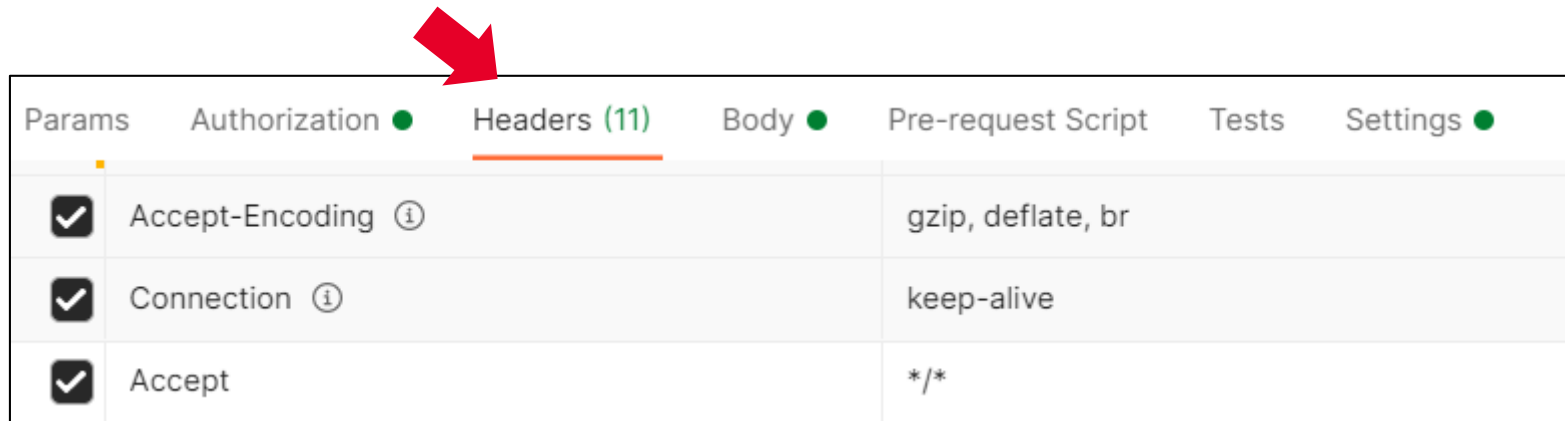 Params Authorization Headers (11) Body Pre-request Script Tests Settings
Accept-Encoding gzip, deflate, br
Connection keep-alive
Accept */*